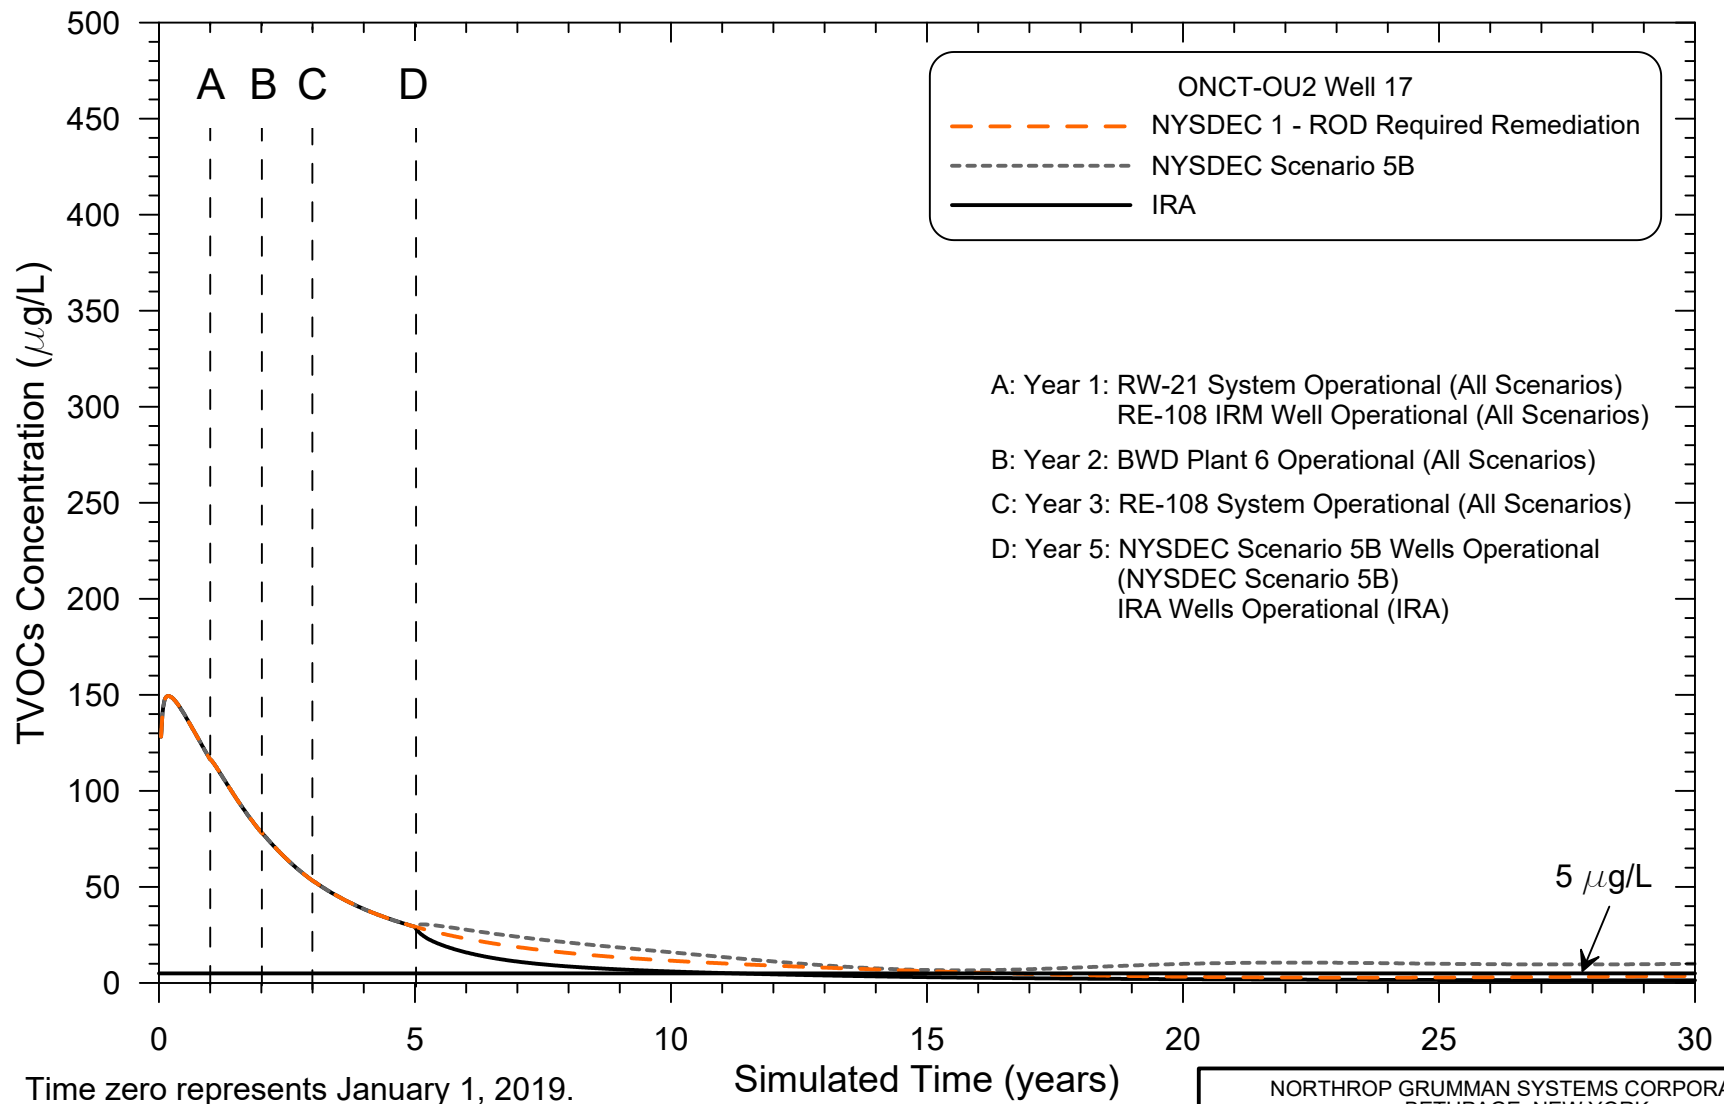 500
450
400
350
300
250
200
150
100
50
0
TVOCs Concentration (μg/L)
A B C D
ONCT-OU2 Well 17
NYSDEC 1 - ROD Required Remediation
NYSDEC Scenario 5B
IRA
A: Year 1: RW-21 System Operational (All Scenarios)
RE-108 IRM Well Operational (All Scenarios)
B: Year 2: BWD Plant 6 Operational (All Scenarios)
C: Year 3: RE-108 System Operational (All Scenarios)
D: Year 5: NYSDEC Scenario 5B Wells Operational
(NYSDEC Scenario 5B)
IRA Wells Operational (IRA)
5 μg/L
0 5 10 15 20 25 30
Simulated Time (years)
Time zero represents January 1, 2019.
NORTHROP GRUMMAN SYSTEMS CORPORA
BETHPAGE, NEW YORK